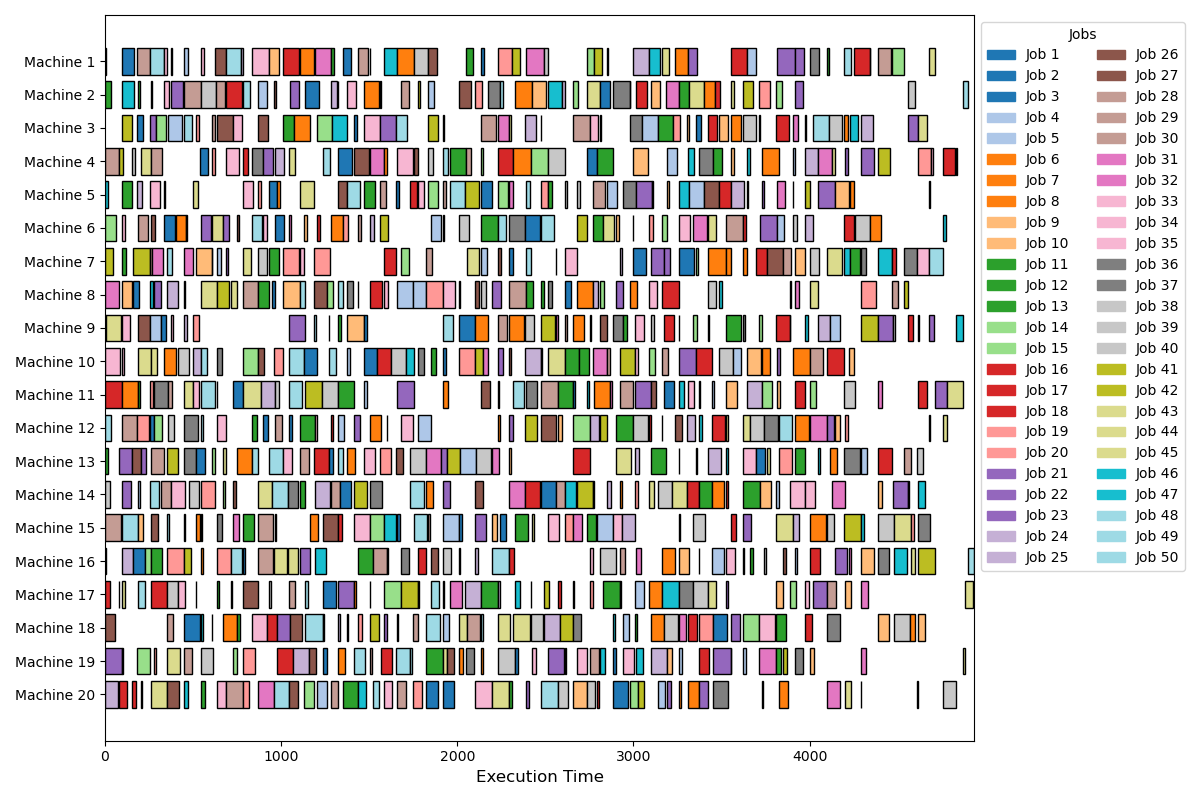 Machine 1
Machine 2
Machine 3
Machine 4
Machine 5
Machine 6
Machine 7
Machine 8
Machine 9
Machine 10
Machine 11
Machine 12
Machine 13
Machine 14
Machine 15
Machine 16
Machine 17
Machine 18
Machine 19
Machine 20
0 1000 2000 3000 4000
Execution Time
Jobs
Job 1
Job 2
Job 3
Job 4
Job 5
Job 6
Job 7
Job 8
Job 9
Job 10
Job 11
Job 12
Job 13
Job 14
Job 15
Job 16
Job 17
Job 18
Job 19
Job 20
Job 21
Job 22
Job 23
Job 24
Job 25
Job 26
Job 27
Job 28
Job 29
Job 30
Job 31
Job 32
Job 33
Job 34
Job 35
Job 36
Job 37
Job 38
Job 39
Job 40
Job 41
Job 42
Job 43
Job 44
Job 45
Job 46
Job 47
Job 48
Job 49
Job 50